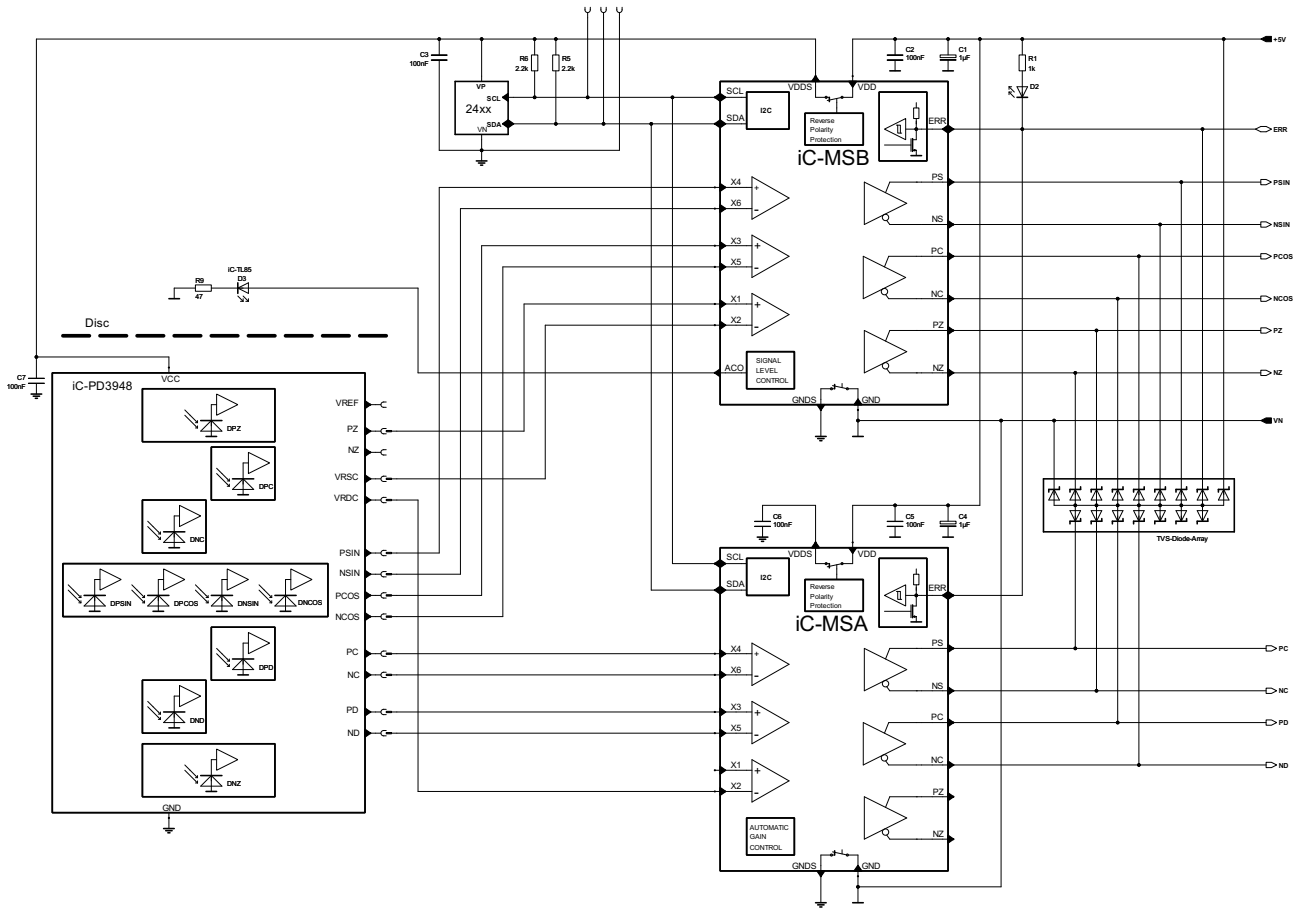 C3
100nF
R6
2.2k
R5
2.2k
C2
100nF
C1
1µF
R1
1k
+5V
D2
VP
SCL
24xx
SDA
VN
VDDS
VDD
SCL
I2C
SDA
Reverse
Polarity
Protection
ERR
ERR
iC-MSB
X4
+
X6
-
PS
PSIN
NS
NSIN
X3
+
X5
-
PC
PCOS
NC
NCOS
X1
+
X2
-
PZ
PZ
NZ
NZ
ACO
SIGNAL
LEVEL
CONTROL
GNDS
GND
VN
iC-TL85
D3
R9
47
Disc
C7
100nF
VCC
iC-PD3948
VREF
PZ
NZ
VRSC
VRDC
PSIN
NSIN
PCOS
NCOS
PC
NC
PD
ND
DPZ
DPC
DNC
DPSIN
DPCOS
DNSIN
DNCOS
DPD
DND
DNZ
GND
TVS-Diode-Array
C6
100nF
C5
100nF
C4
1µF
VDDS
VDD
SCL
I2C
SDA
Reverse
Polarity
Protection
ERR
iC-MSA
X4
+
X6
-
PS
PC
NS
NC
X3
+
X5
-
PC
PD
NC
ND
X1
+
X2
-
PZ
NZ
AUTOMATIC
GAIN
CONTROL
GNDS
GND